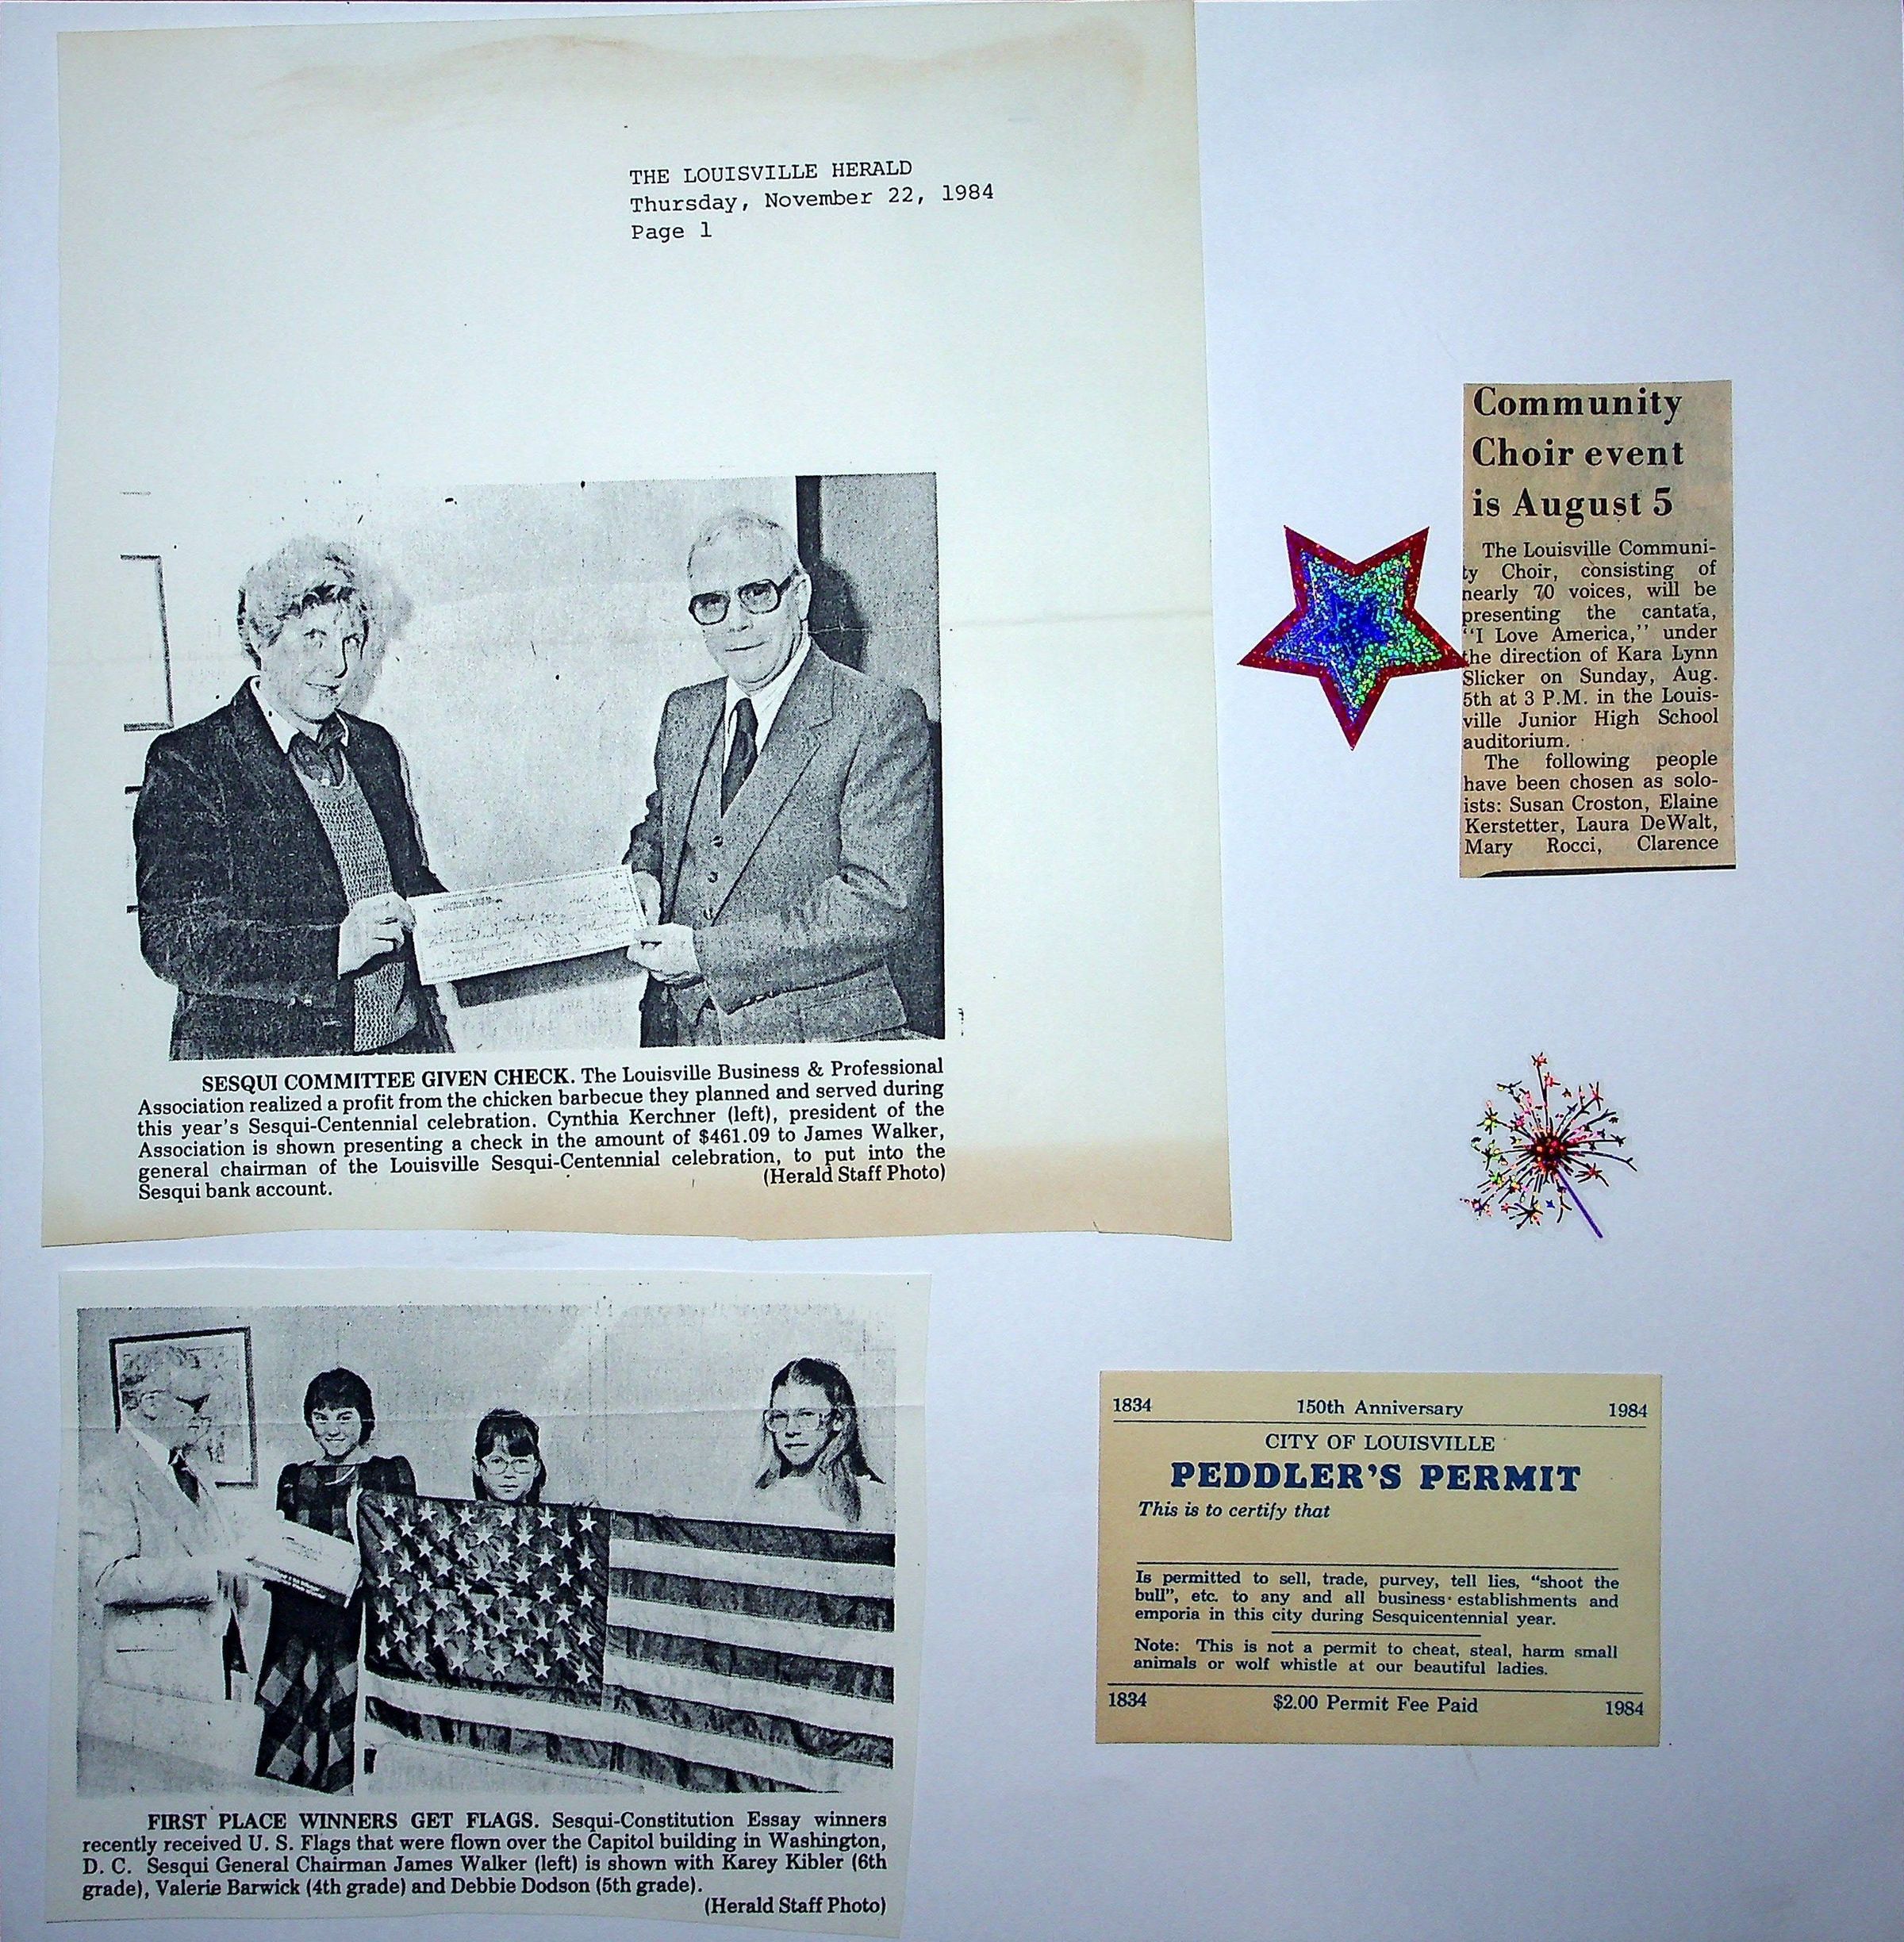 THE LOUISVILLE HERALD
Thursday, November 22, 1984
Page 1
SESQUI COMMITTEE GIVEN CHECK. The Louisville Business & Professional
Association realized a profit from the chicken barbecue they planned and served during
this year's Sesqui-Centennial celebration. Cynthia Kerchner (left), president of the
Association is shown presenting a check in the amount of $461.09 to James Walker,
general chairman of the Louisville Sesqui-Centennial celebration, to put into the
Sesqui bank account.
(Herald Staff Photo)
FIRST PLACE WINNERS GET FLAGS. Sesqui-Constitution Essay winners
recently received U. S. Flags that were flown over the Capitol building in Washington,
D. C. Sesqui General Chairman James Walker (left) is shown with Karey Kibler (6th
grade), Valerie Barwick (4th grade) and Debbie Dodson (5th grade).
(Herald Staff Photo)
Community
Choir event
is August 5
The Louisville Communi-
ty Choir, consisting of
nearly 70 voices, will be
presenting the cantata,
"I Love America," under
the direction of Kara Lynn
Slicker on Sunday, Aug.
5th at 3 P.M. in the Louis-
ville Junior High School
auditorium.
The following people
have been chosen as solo-
ists: Susan Croston, Elaine
Kerstetter, Laura DeWalt,
Mary Rocci, Clarence
1834 150th Anniversary 1984
CITY OF LOUISVILLE
PEDDLER'S PERMIT
This is to certify that
Is permitted to sell, trade, purvey, tell lies, "shoot the
bull", etc. to any and all business establishments and
emporia in this city during Sesquicentennial year.
Note: This is not a permit to cheat, steal, harm small
animals or wolf whistle at our beautiful ladies.
1834 $2.00 Permit Fee Paid 1984